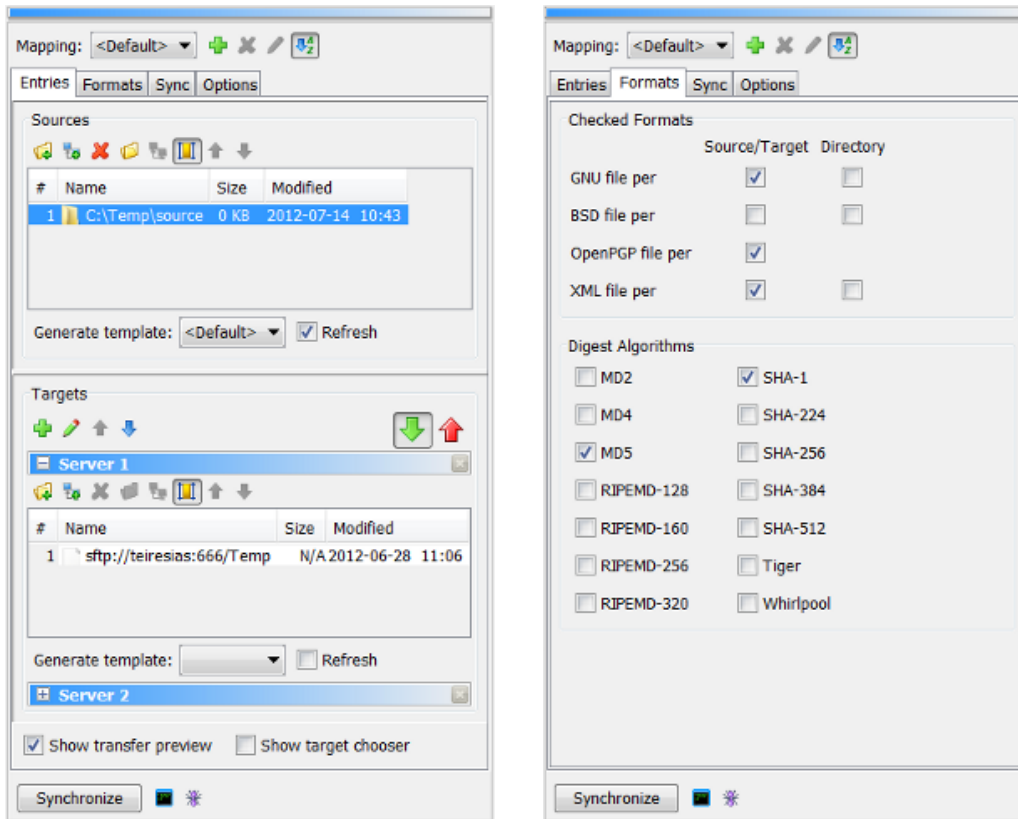 Mapping: <Default>
Entries Formats Sync Options
Sources
# Name Size Modified
1 C:\Temp\source 0 KB 2012-07-14 10:43
Generate template: <Default> Refresh
Targets
Server 1
# Name Size Modified
1 sftp://teiresias:666/Temp N/A 2012-06-28 11:06
Generate template: Refresh
Server 2
Show transfer preview Show target chooser
Synchronize
Mapping: <Default>
Entries Formats Sync Options
Checked Formats
Source/Target Directory
GNU file per
BSD file per
OpenPGP file per
XML file per
Digest Algorithms
MD2 SHA-1
MD4 SHA-224
MD5 SHA-256
RIPEMD-128 SHA-384
RIPEMD-160 SHA-512
RIPEMD-256 Tiger
RIPEMD-320 Whirlpool
Synchronize